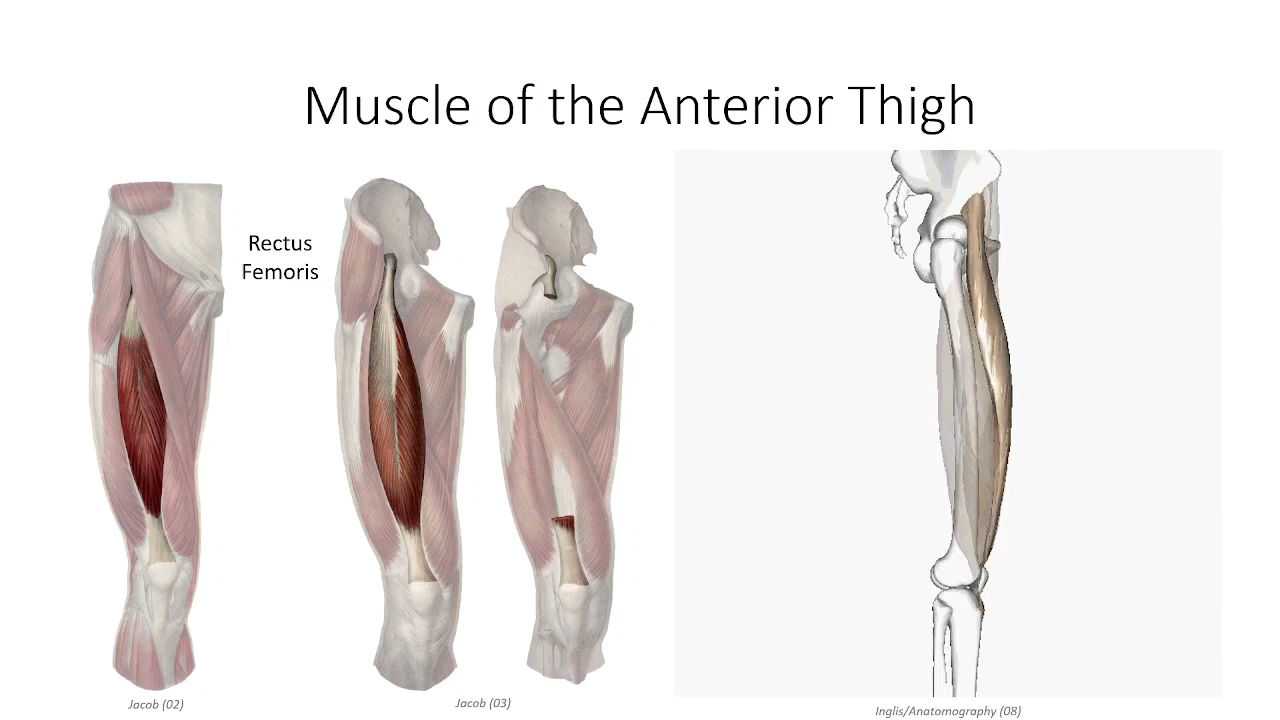 Muscle of the Anterior Thigh
Rectus
Femoris
Jacob (02)
Jacob (03)
Inglis/Anatomography (08)